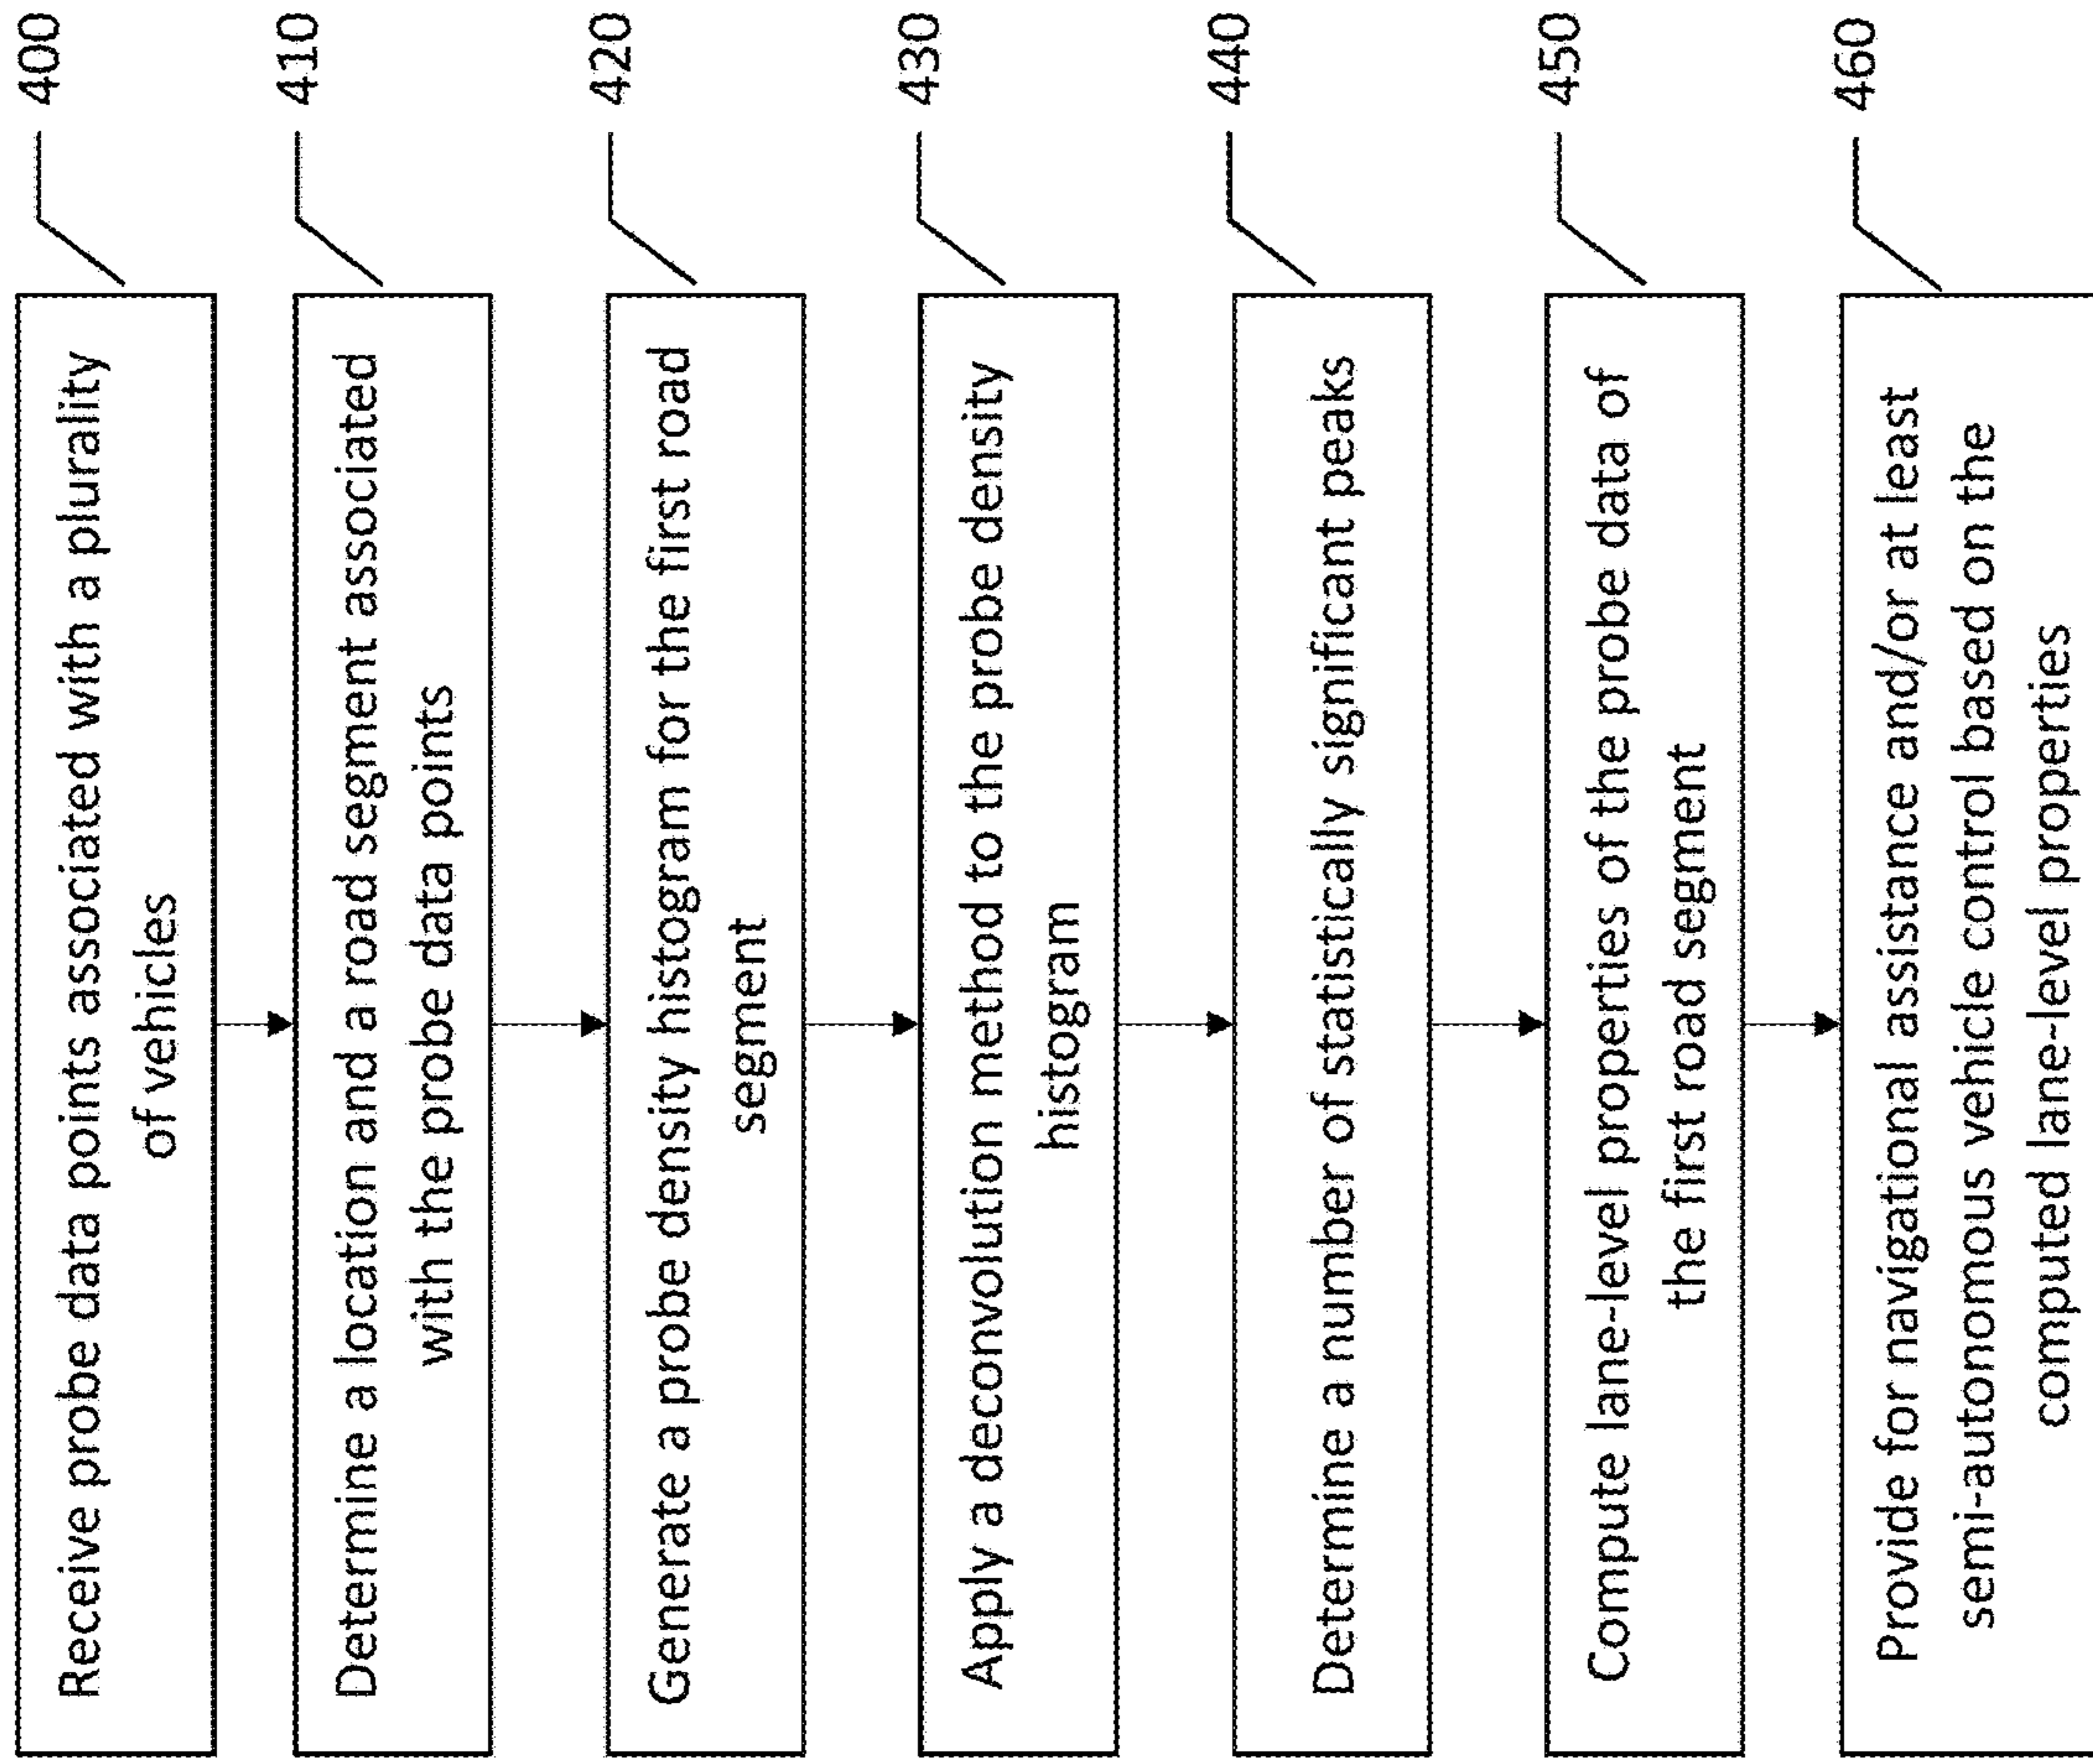 Receive probe data points associated with a plurality
of vehicles
400
Determine a location and a road segment associated
with the probe data points
410
Generate a probe density histogram for the first road
segment
420
Apply a deconvolution method to the probe density
histogram
430
Determine a number of statistically significant peaks
440
Compute lane-level properties of the probe data of
the first road segment
450
Provide for navigational assistance and/or at least
semi-autonomous vehicle control based on the
computed lane-level properties
460